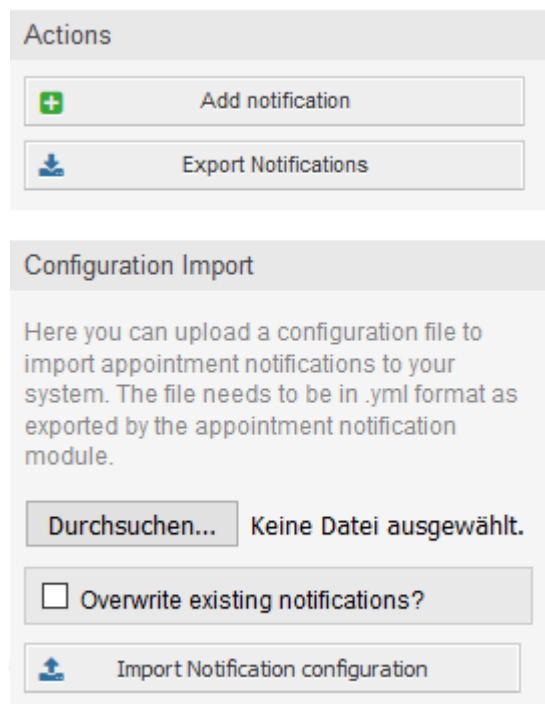 Actions
Add notification
Export Notifications
Configuration Import
Here you can upload a configuration file to
import appointment notifications to your
system. The file needs to be in .yml format as
exported by the appointment notification
module.
Durchsuchen... Keine Datei ausgewählt.
Overwrite existing notifications?
Import Notification configuration